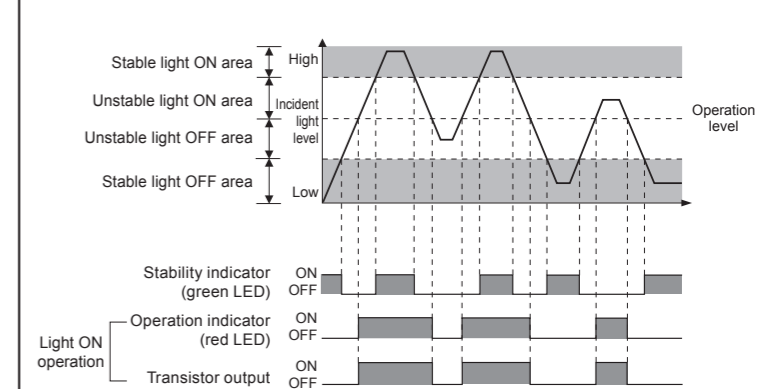 Stable light ON area
Unstable light ON area
Unstable light OFF area
Stable light OFF area
High
Incident
light
level
Low
Operation
level
Stability indicator
(green LED)
ON
OFF
Light ON
operation
Operation indicator
(red LED)
ON
OFF
Transistor output
ON
OFF